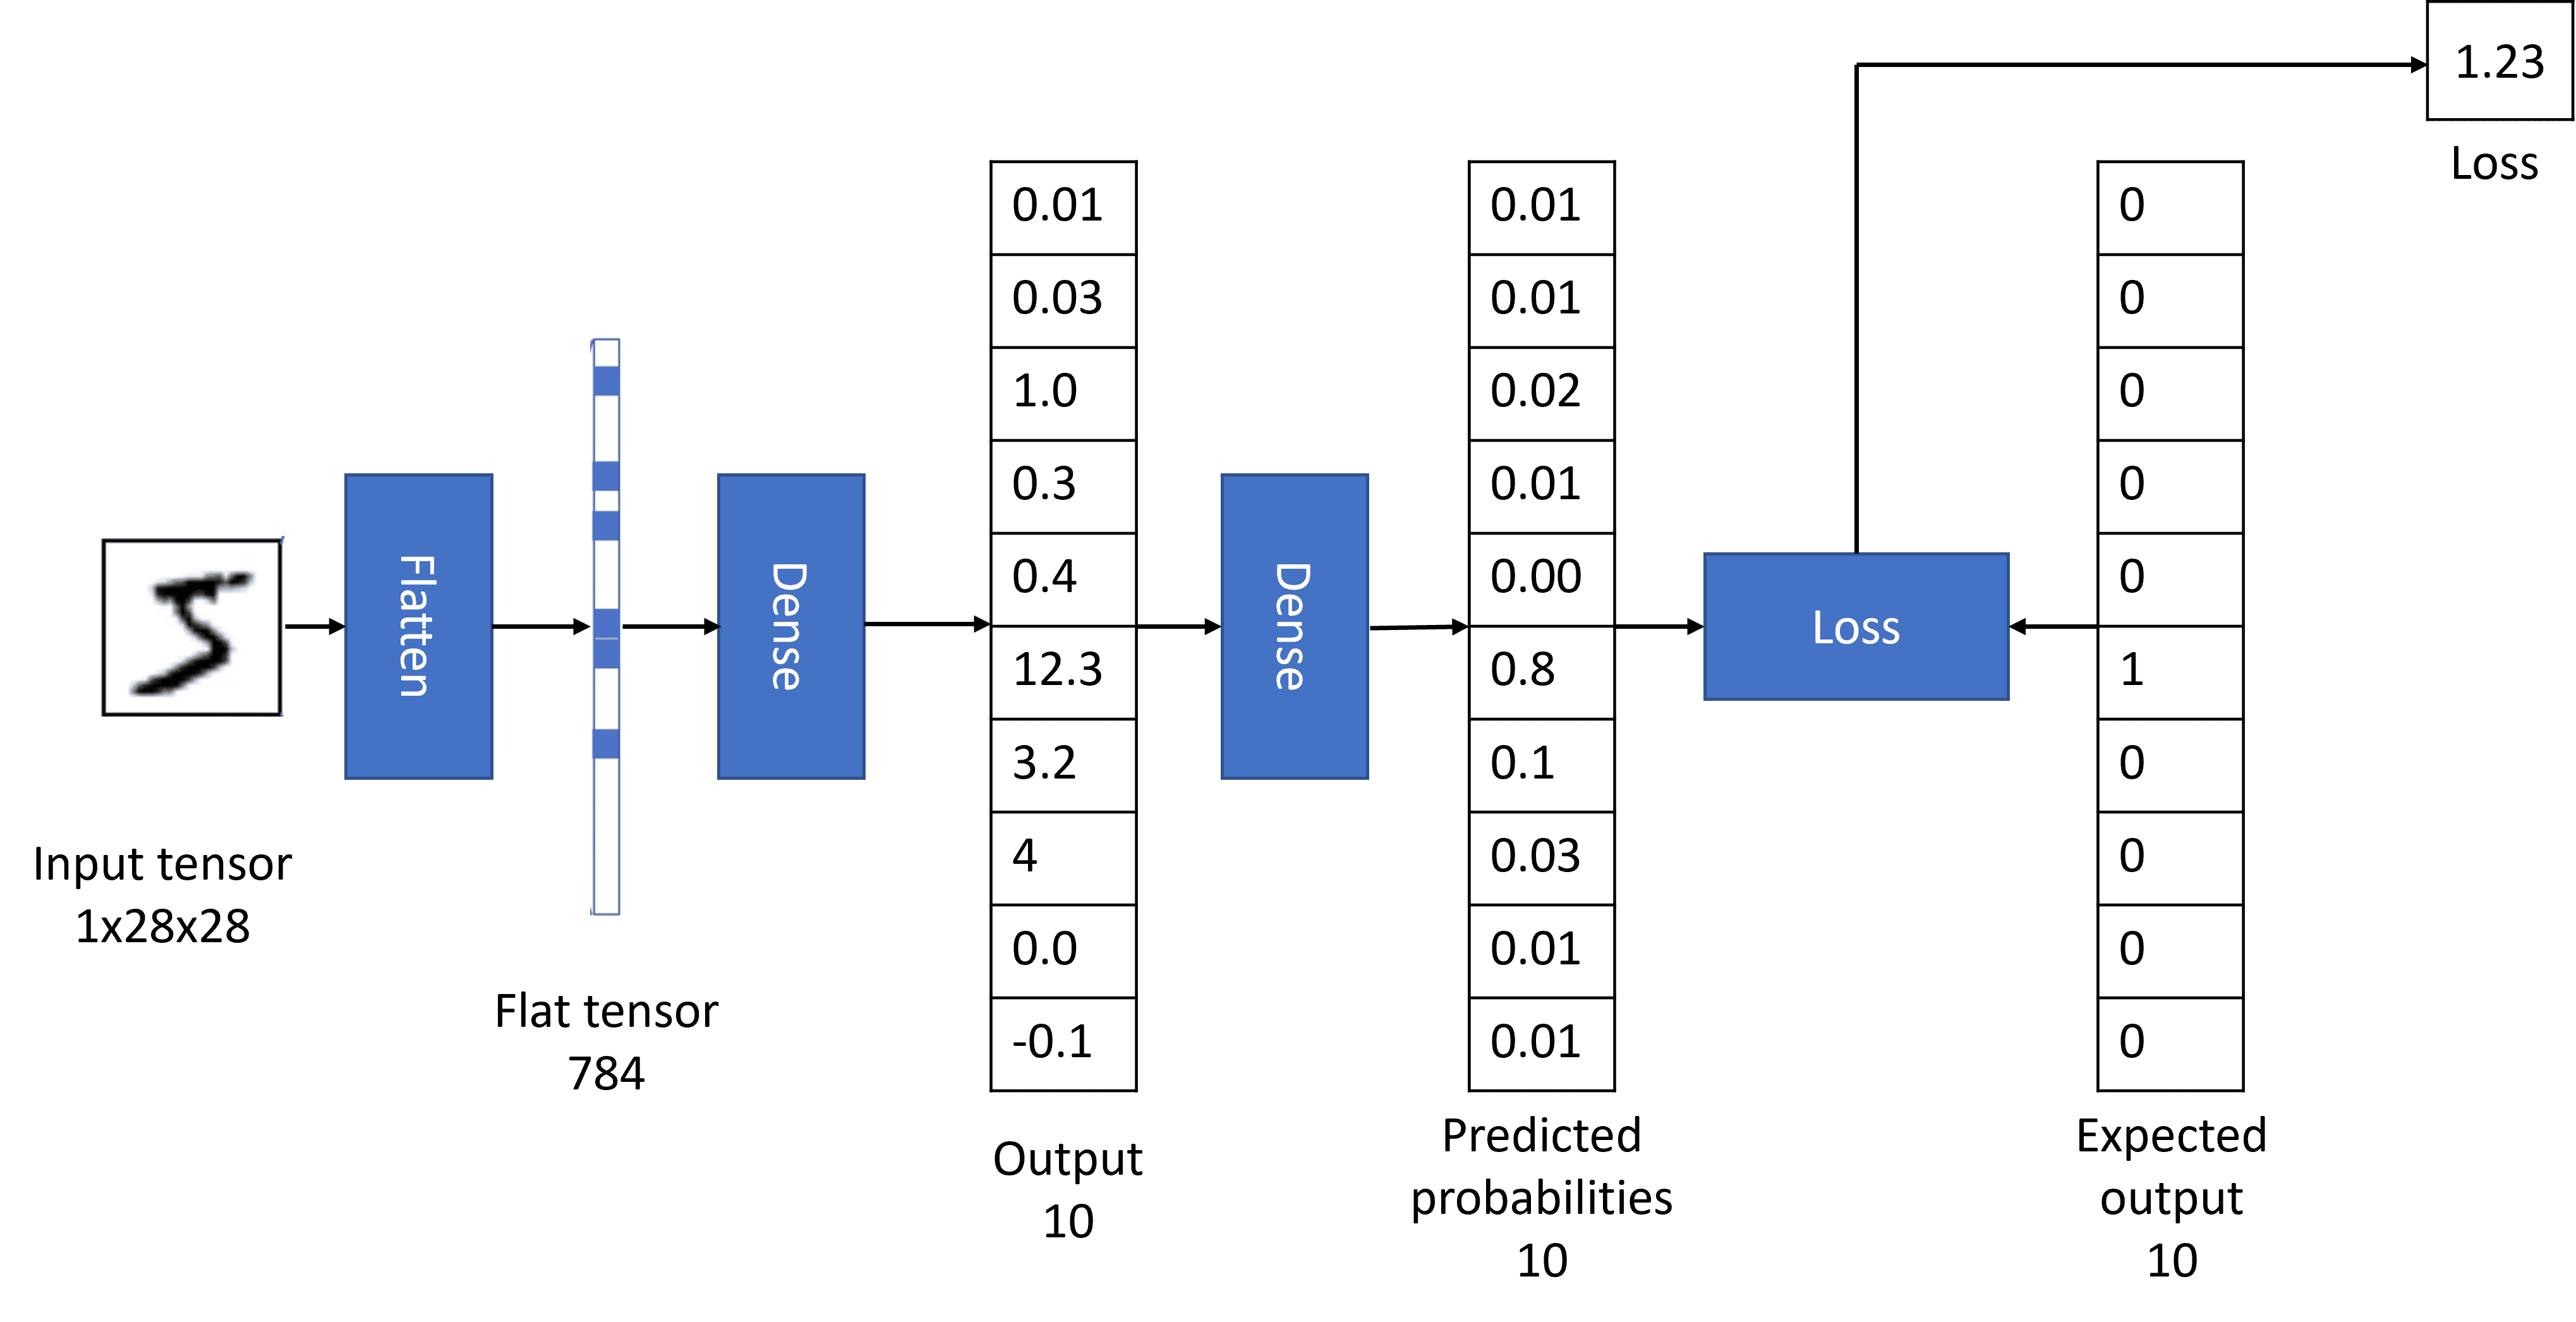 1.23
Loss
5
Input tensor
1x28x28
Flatten
Flat tensor
784
Dense
0.01
0.03
1.0
0.3
0.4
12.3
3.2
4
0.0
-0.1
Output
10
Dense
0.01
0.01
0.02
0.01
0.00
0.8
0.1
0.03
0.01
0.01
Predicted
probabilities
10
Loss
0
0
0
0
0
1
0
0
0
0
Expected
output
10